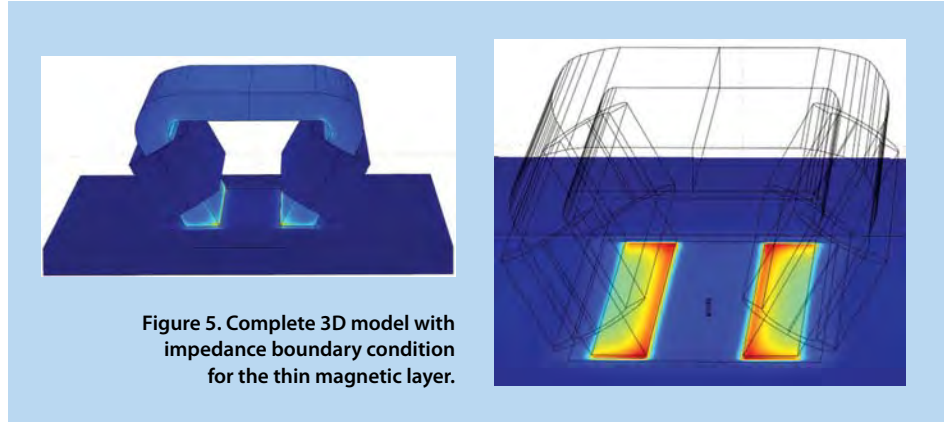 Figure 5. Complete 3D model with
impedance boundary condition
for the thin magnetic layer.